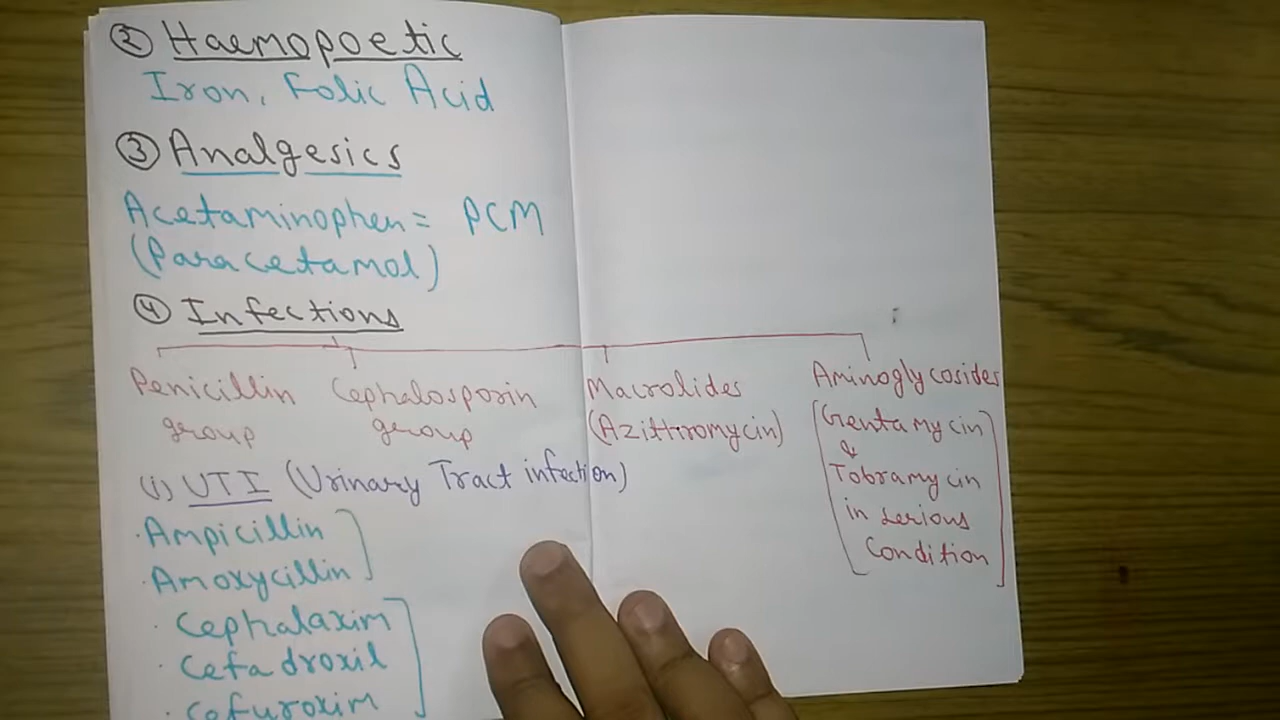 ② Haemopoetic
Iron, Folic Acid
③ Analgesics
Acetaminophen = PCM
(Paracetamol)
④ Infections
Penicillin group
Cephalosporin group
Macrolides
(Azithromycin)
Aminoglycosides
[Gentamycin
&
Tobramycin
in serious
Condition]
(i) UTI (Urinary Tract infection)
· Ampicillin
· Amoxycillin
· Cephalaxim
· Cefadroxil
· Cefuroxim